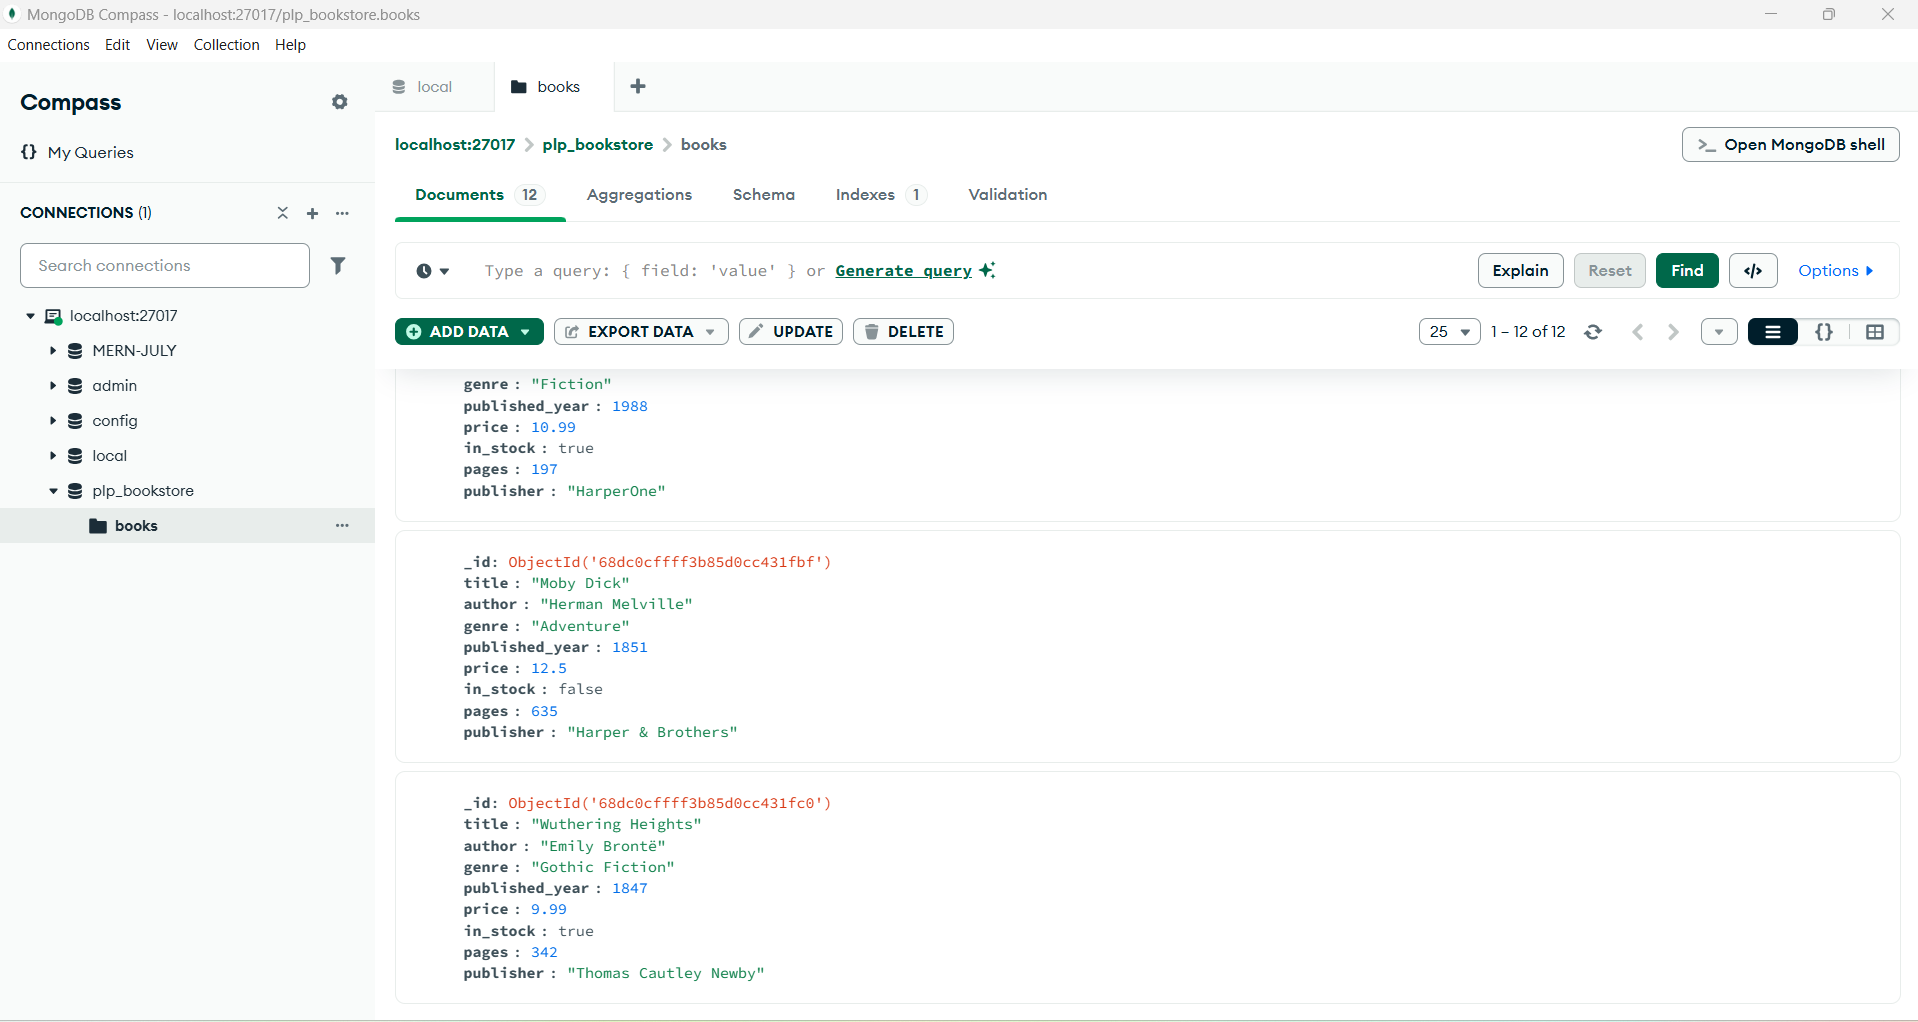 MongoDB Compass - localhost:27017/plp_bookstore.books
Connections Edit View Collection Help
Compass
{} My Queries
CONNECTIONS (1)
Search connections
localhost:27017
MERN-JULY
admin
config
local
plp_bookstore
books
local
books
localhost:27017 > plp_bookstore > books
>_ Open MongoDB shell
Documents 12 Aggregations Schema Indexes 1 Validation
Type a query: { field: 'value' } or Generate query
Explain Reset Find </> Options
ADD DATA EXPORT DATA UPDATE DELETE
25 1 – 12 of 12 {}
genre : "Fiction"
published_year : 1988
price : 10.99
in_stock : true
pages : 197
publisher : "HarperOne"
_id: ObjectId('68dc0cffff3b85d0cc431fbf')
title : "Moby Dick"
author : "Herman Melville"
genre : "Adventure"
published_year : 1851
price : 12.5
in_stock : false
pages : 635
publisher : "Harper & Brothers"
_id: ObjectId('68dc0cffff3b85d0cc431fc0')
title : "Wuthering Heights"
author : "Emily Brontë"
genre : "Gothic Fiction"
published_year : 1847
price : 9.99
in_stock : true
pages : 342
publisher : "Thomas Cautley Newby"